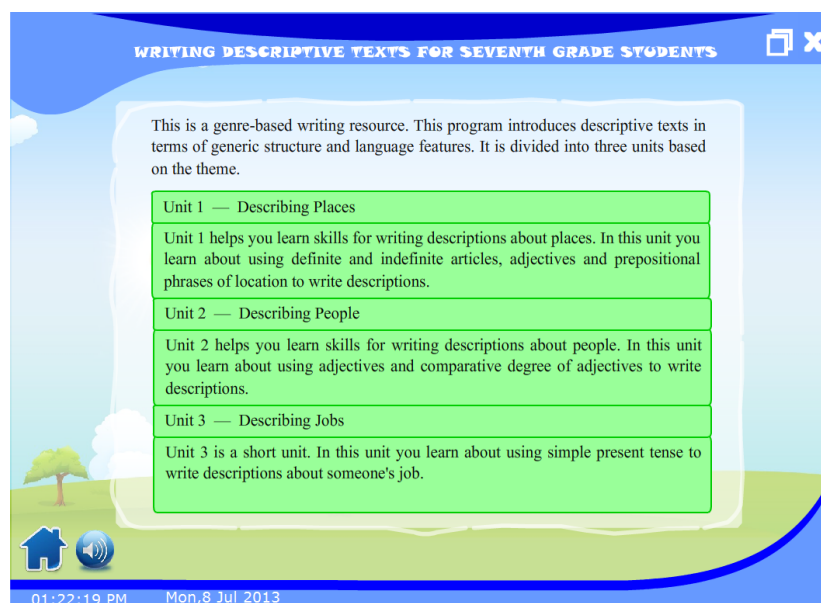 WRITING DESCRIPTIVE TEXTS FOR SEVENTH GRADE STUDENTS
This is a genre-based writing resource. This program introduces descriptive texts in
terms of generic structure and language features. It is divided into three units based
on the theme.
Unit 1 — Describing Places
Unit 1 helps you learn skills for writing descriptions about places. In this unit you
learn about using definite and indefinite articles, adjectives and prepositional
phrases of location to write descriptions.
Unit 2 — Describing People
Unit 2 helps you learn skills for writing descriptions about people. In this unit
you learn about using adjectives and comparative degree of adjectives to write
descriptions.
Unit 3 — Describing Jobs
Unit 3 is a short unit. In this unit you learn about using simple present tense to
write descriptions about someone's job.
01:22:19 PM Mon,8 Jul 2013